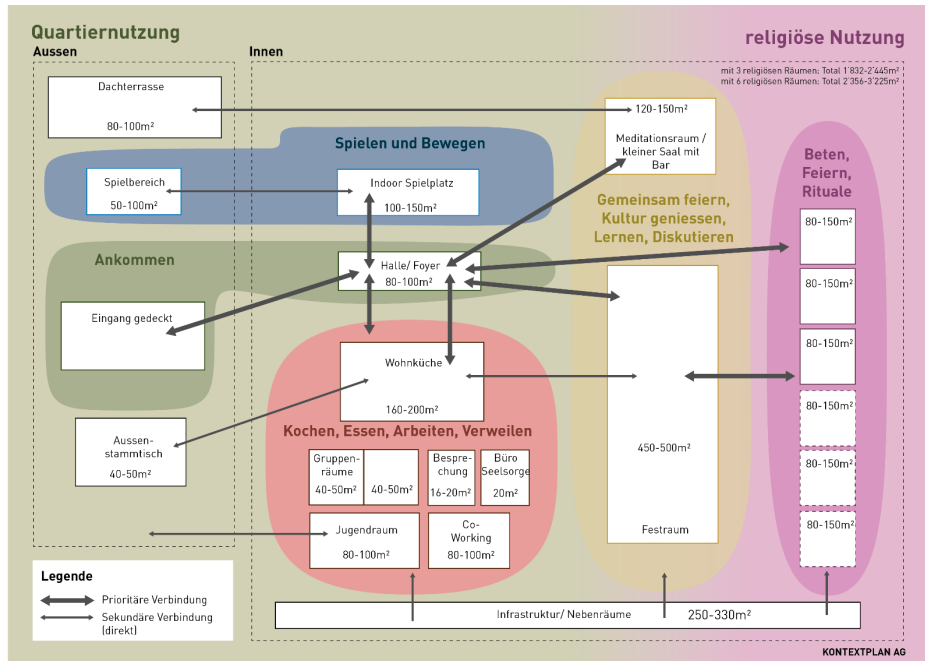 Quartiernutzung
religiöse Nutzung
Aussen
Innen
mit 3 religiösen Räumen: Total 1'832-2'445m²
mit 6 religiösen Räumen: Total 2'356-3'225m²
Dachterrasse
80-100m²
120-150m²
Meditationsraum /
kleiner Saal mit
Bar
Spielen und Bewegen
Spielbereich
50-100m²
Indoor Spielplatz
100-150m²
Beten,
Feiern,
Rituale
Gemeinsam feiern,
Kultur geniessen,
Lernen, Diskutieren
Ankommen
Halle/ Foyer
80-100m²
Eingang gedeckt
80-150m²
80-150m²
80-150m²
80-150m²
80-150m²
80-150m²
Wohnküche
160-200m²
Kochen, Essen, Arbeiten, Verweilen
Aussen-
stammtisch
40-50m²
450-500m²
Festraum
Gruppen-
räume
40-50m²
40-50m²
Bespre-
chung
16-20m²
Büro
Seelsorge
20m²
Jugendraum
80-100m²
Co-
Working
80-100m²
Legende
Prioritäre Verbindung
Sekundäre Verbindung
(direkt)
Infrastruktur/ Nebenräume 250-330m²
KONTEXTPLAN AG